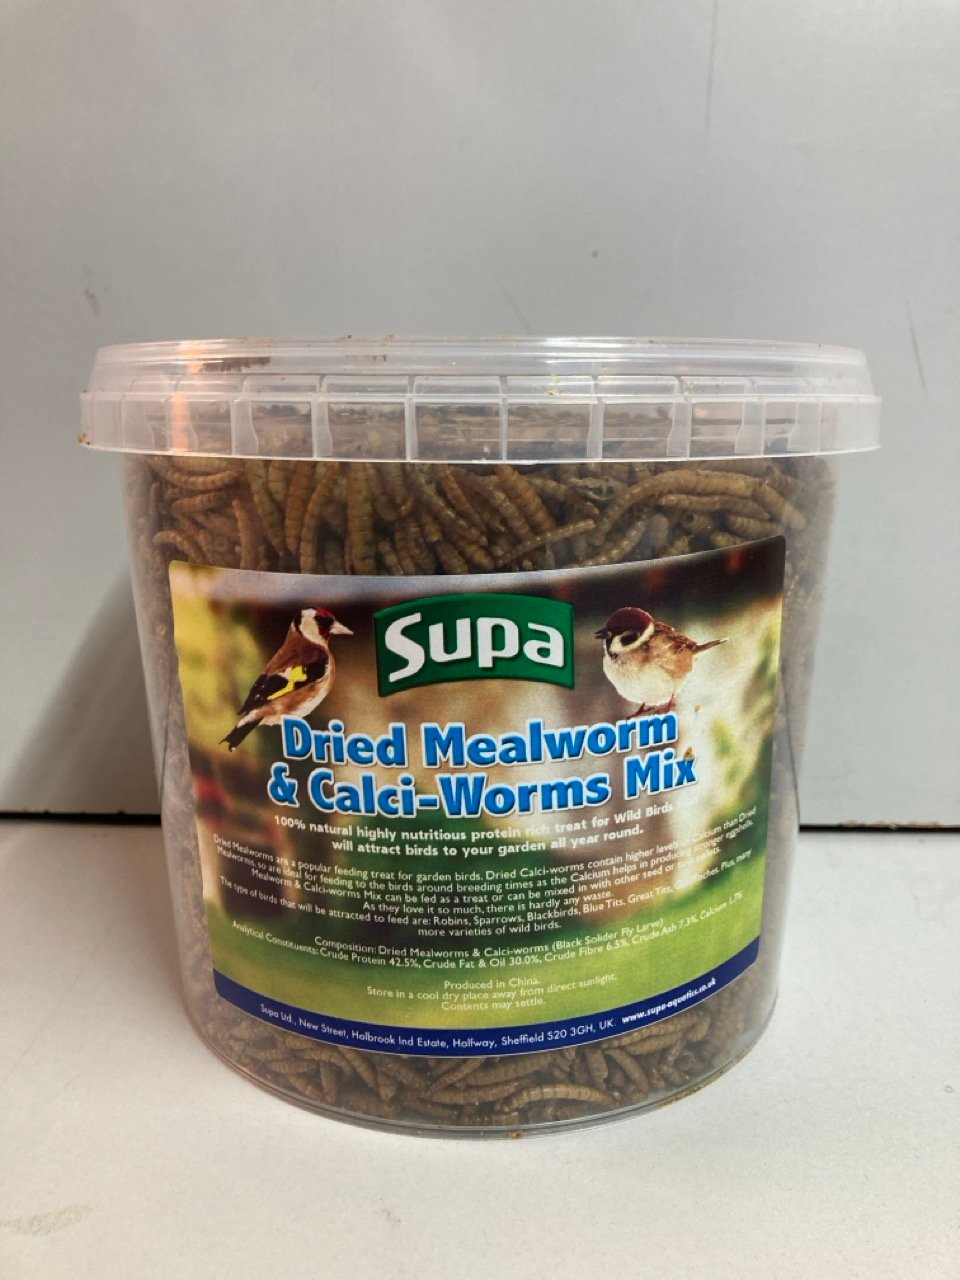 Supa
Dried Mealworm
& Calci-Worms Mix
100% natural highly nutritious protein rich treat for Wild Birds
will attract birds to your garden all year round.
Dried Mealworms are a popular feeding treat for garden birds. Dried Calci-worms contain higher levels of Calcium than Dried
Mealworms, so are ideal for feeding to the birds around breeding times as the Calcium helps in producing stronger eggshells.
Mealworm & Calci-worms Mix can be fed as a treat or can be mixed in with other seed or pellets.
As they love it so much, there is hardly any waste.
The type of birds that will be attracted to feed are: Robins, Sparrows, Blackbirds, Blue Tits, Great Tits, Plus, many
more varieties of wild birds.
Composition: Dried Mealworms & Calci-worms (Black Solider Fly Larvel)
Analytical Constituents: Crude Protein 42.5%, Crude Fat & Oil 30.0%, Crude Fibre 6.5%, Crude Ash 7.3%, Calcium 1.7%
Produced in China.
Store in a cool dry place away from direct sunlight.
Contents may settle.
Supa Ltd., New Street, Holbrook Ind Estate, Halfway, Sheffield S20 3GH, UK. www.supa-aquatics.co.uk